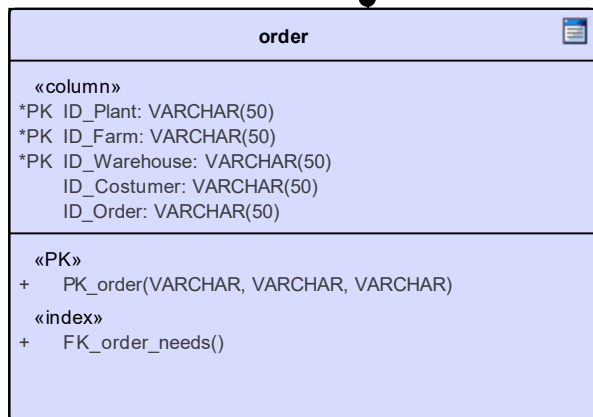 order
«column»
*PK ID_Plant: VARCHAR(50)
*PK ID_Farm: VARCHAR(50)
*PK ID_Warehouse: VARCHAR(50)
ID_Costumer: VARCHAR(50)
ID_Order: VARCHAR(50)
«PK»
+ PK_order(VARCHAR, VARCHAR, VARCHAR)
«index»
+ FK_order_needs()